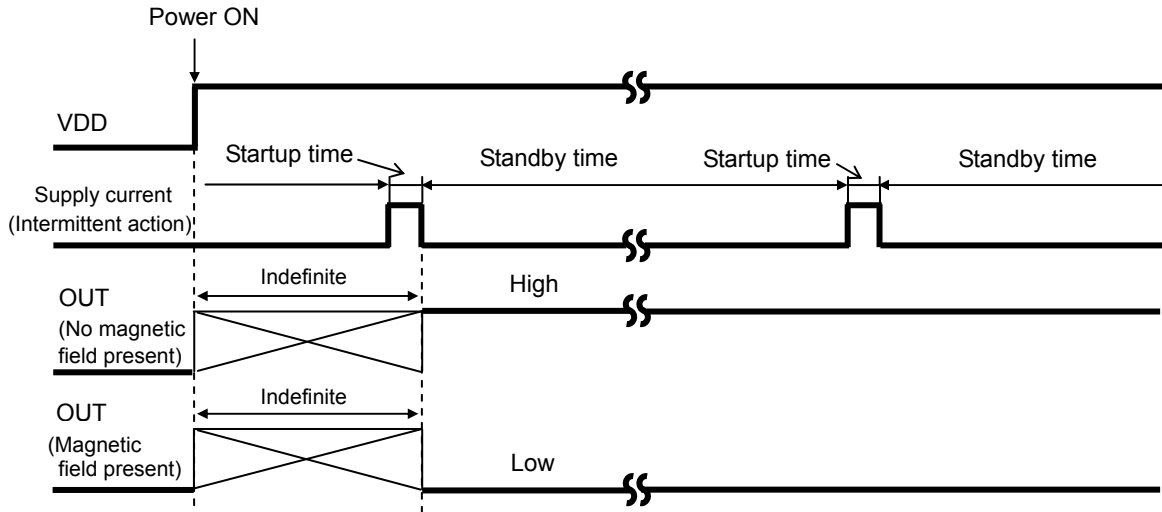 Power ON
VDD
Startup time
Standby time
Startup time
Standby time
Supply current
(Intermittent action)
Indefinite
High
OUT
(No magnetic
field present)
Indefinite
OUT
(Magnetic
field present)
Low